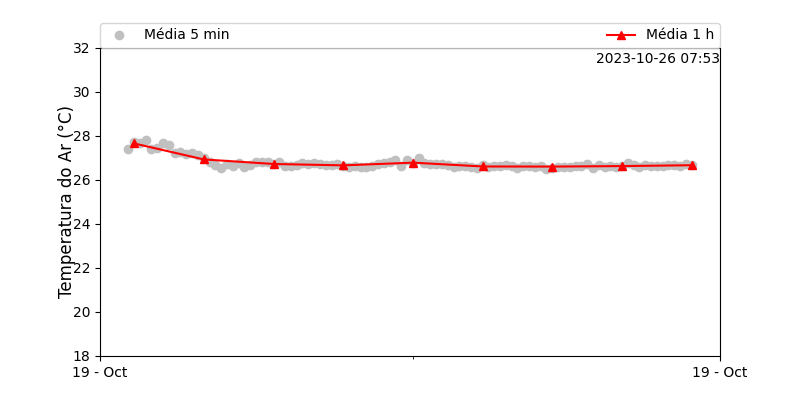 Média 5 min
Média 1 h
2023-10-26 07:53
Temperatura do Ar (°C)
32
30
28
26
24
22
20
18
19 - Oct
19 - Oct